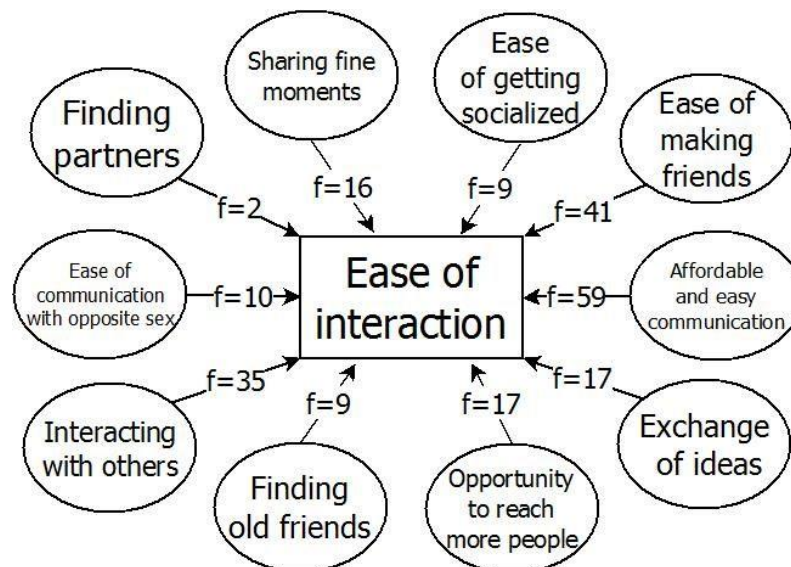 Sharing fine
moments
Ease
of getting
socialized
Finding
partners
Ease of
making
friends
f=16
f=9
f=2
f=41
Ease of
communication
with opposite sex
f=10
Ease of
interaction
f=59
Affordable
and easy
communication
f=35
f=9
f=17
f=17
Interacting
with others
Finding
old friends
Opportunity
to reach
more people
Exchange
of ideas